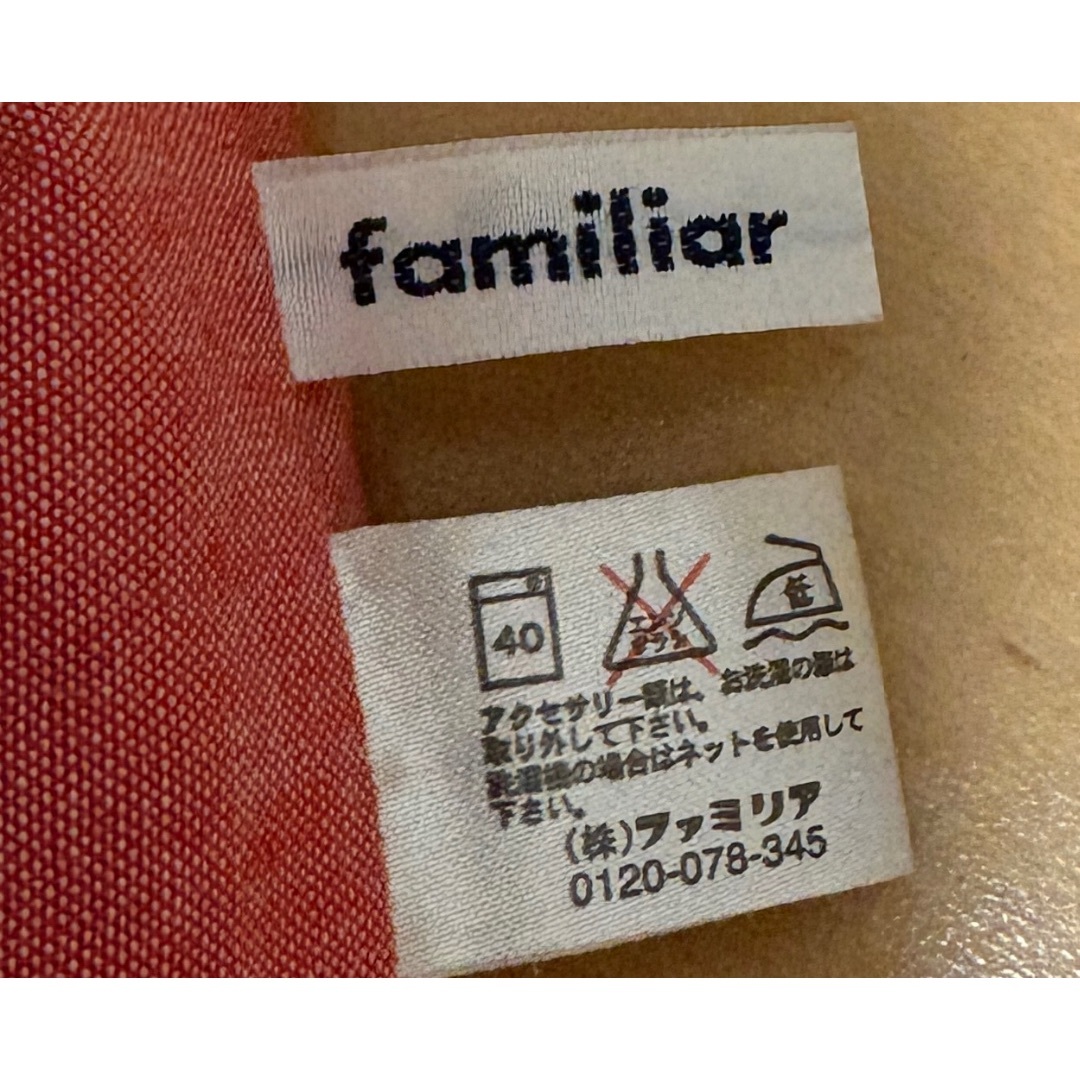 familiar
40
エンソ
サラシ
低
アクセサリー類は、お洗濯の際は
取り外して下さい。
洗濯機の場合はネットを使用して
下さい。
(株)ファミリア
0120-078-345